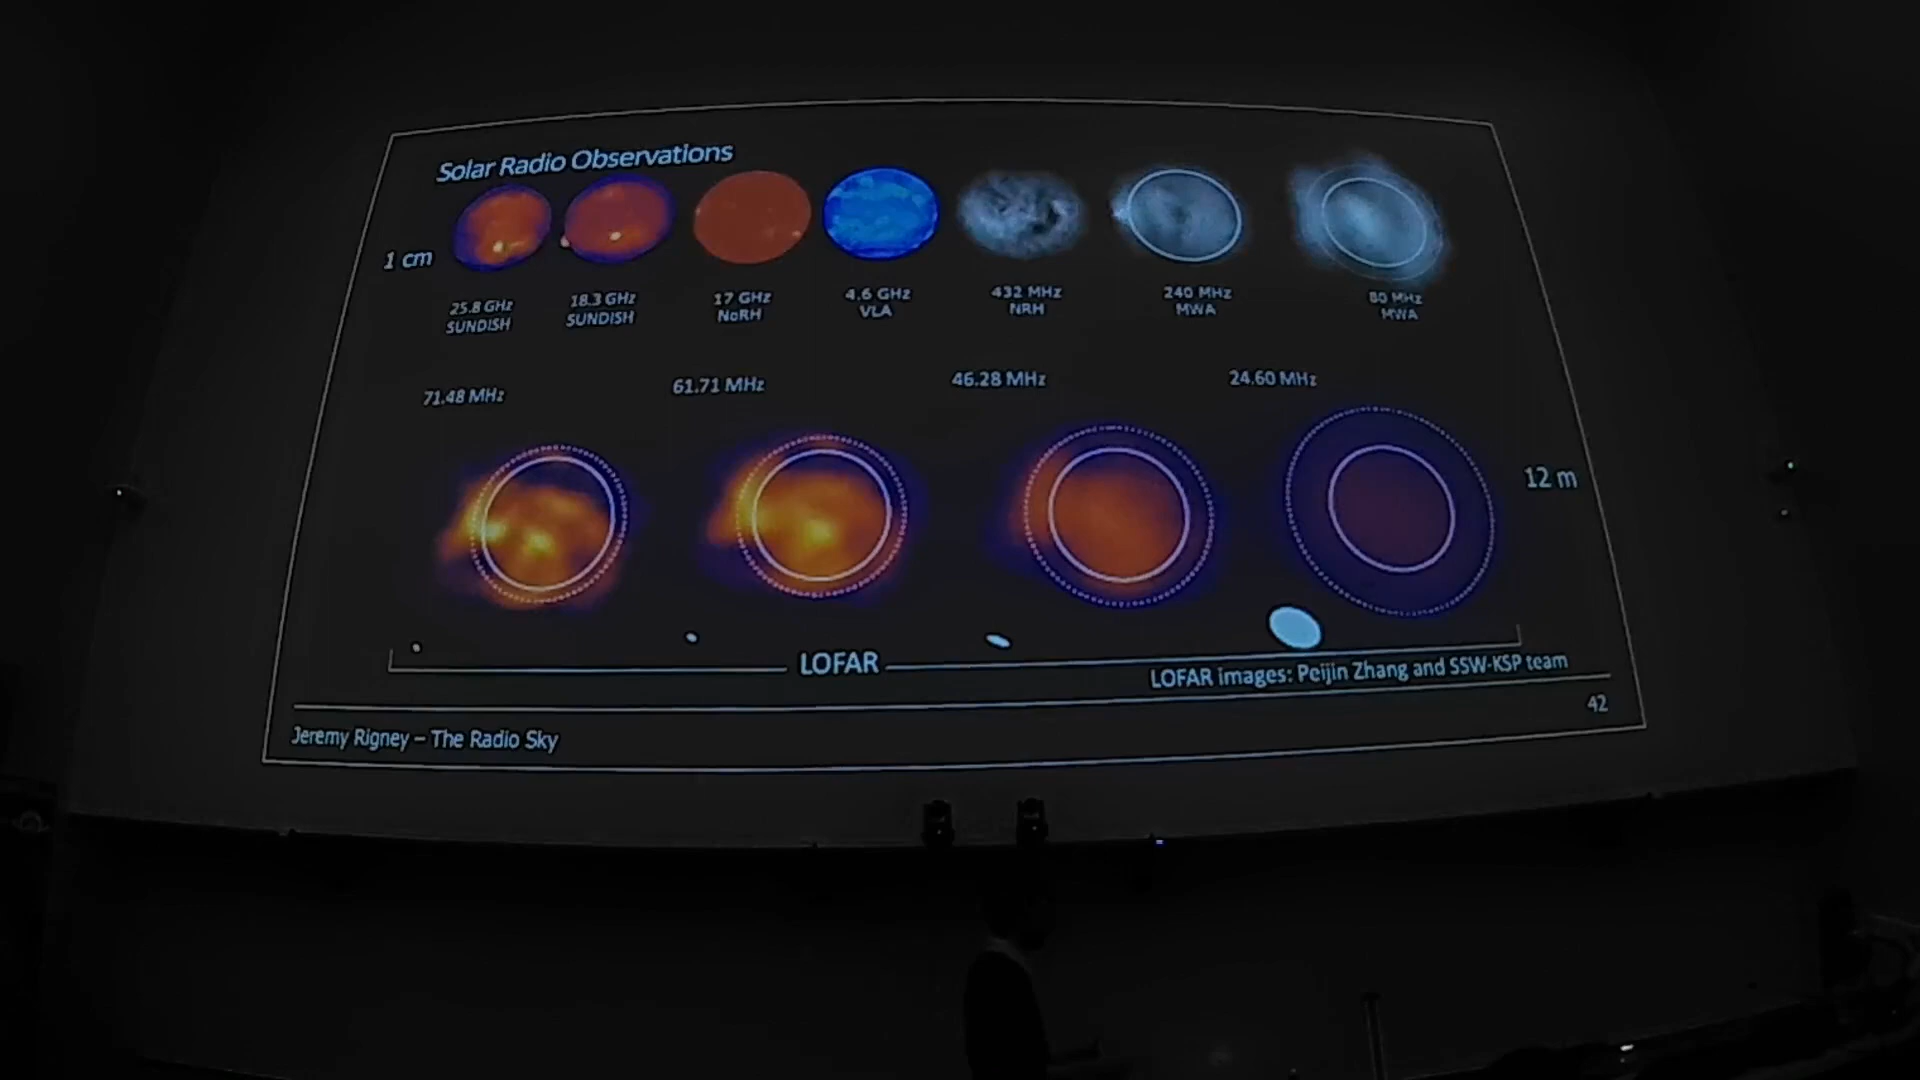 Solar Radio Observations
1 cm
25.8 GHz
SUNDISH
18.3 GHz
SUNDISH
17 GHz
NoRH
4.6 GHz
VLA
432 MHz
NRH
240 MHz
MWA
80 MHz
MWA
71.48 MHz
61.71 MHz
46.28 MHz
24.60 MHz
12 m
LOFAR
LOFAR images: Peijin Zhang and SSW-KSP team
42
Jeremy Rigney – The Radio Sky